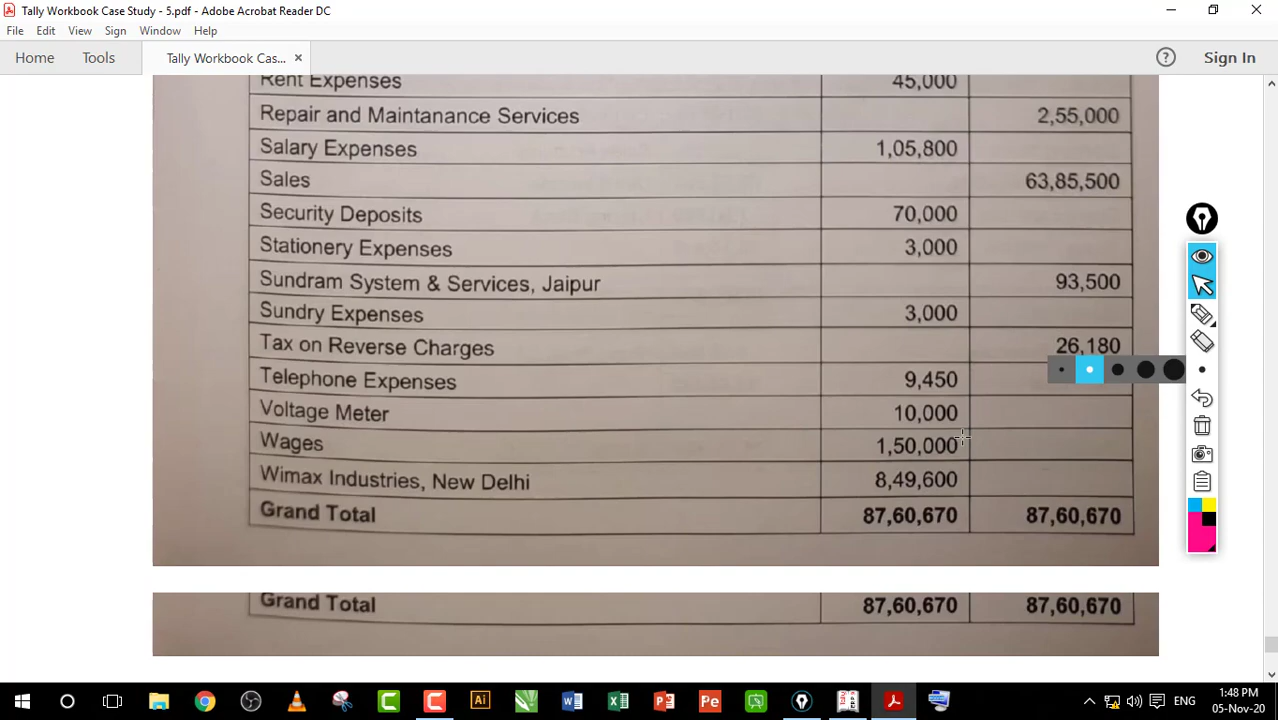 Tally Workbook Case Study - 5.pdf - Adobe Acrobat Reader DC
File Edit View Sign Window Help
Home Tools Tally Workbook Cas... Sign In
Rent Expenses 45,000
Repair and Maintanance Services 2,55,000
Salary Expenses 1,05,800
Sales 63,85,500
Security Deposits 70,000
Stationery Expenses 3,000
Sundram System & Services, Jaipur 93,500
Sundry Expenses 3,000
Tax on Reverse Charges 26,180
Telephone Expenses 9,450
Voltage Meter 10,000
Wages 1,50,000
Wimax Industries, New Delhi 8,49,600
Grand Total 87,60,670 87,60,670
Grand Total 87,60,670 87,60,670
ENG 1:48 PM
05-Nov-20